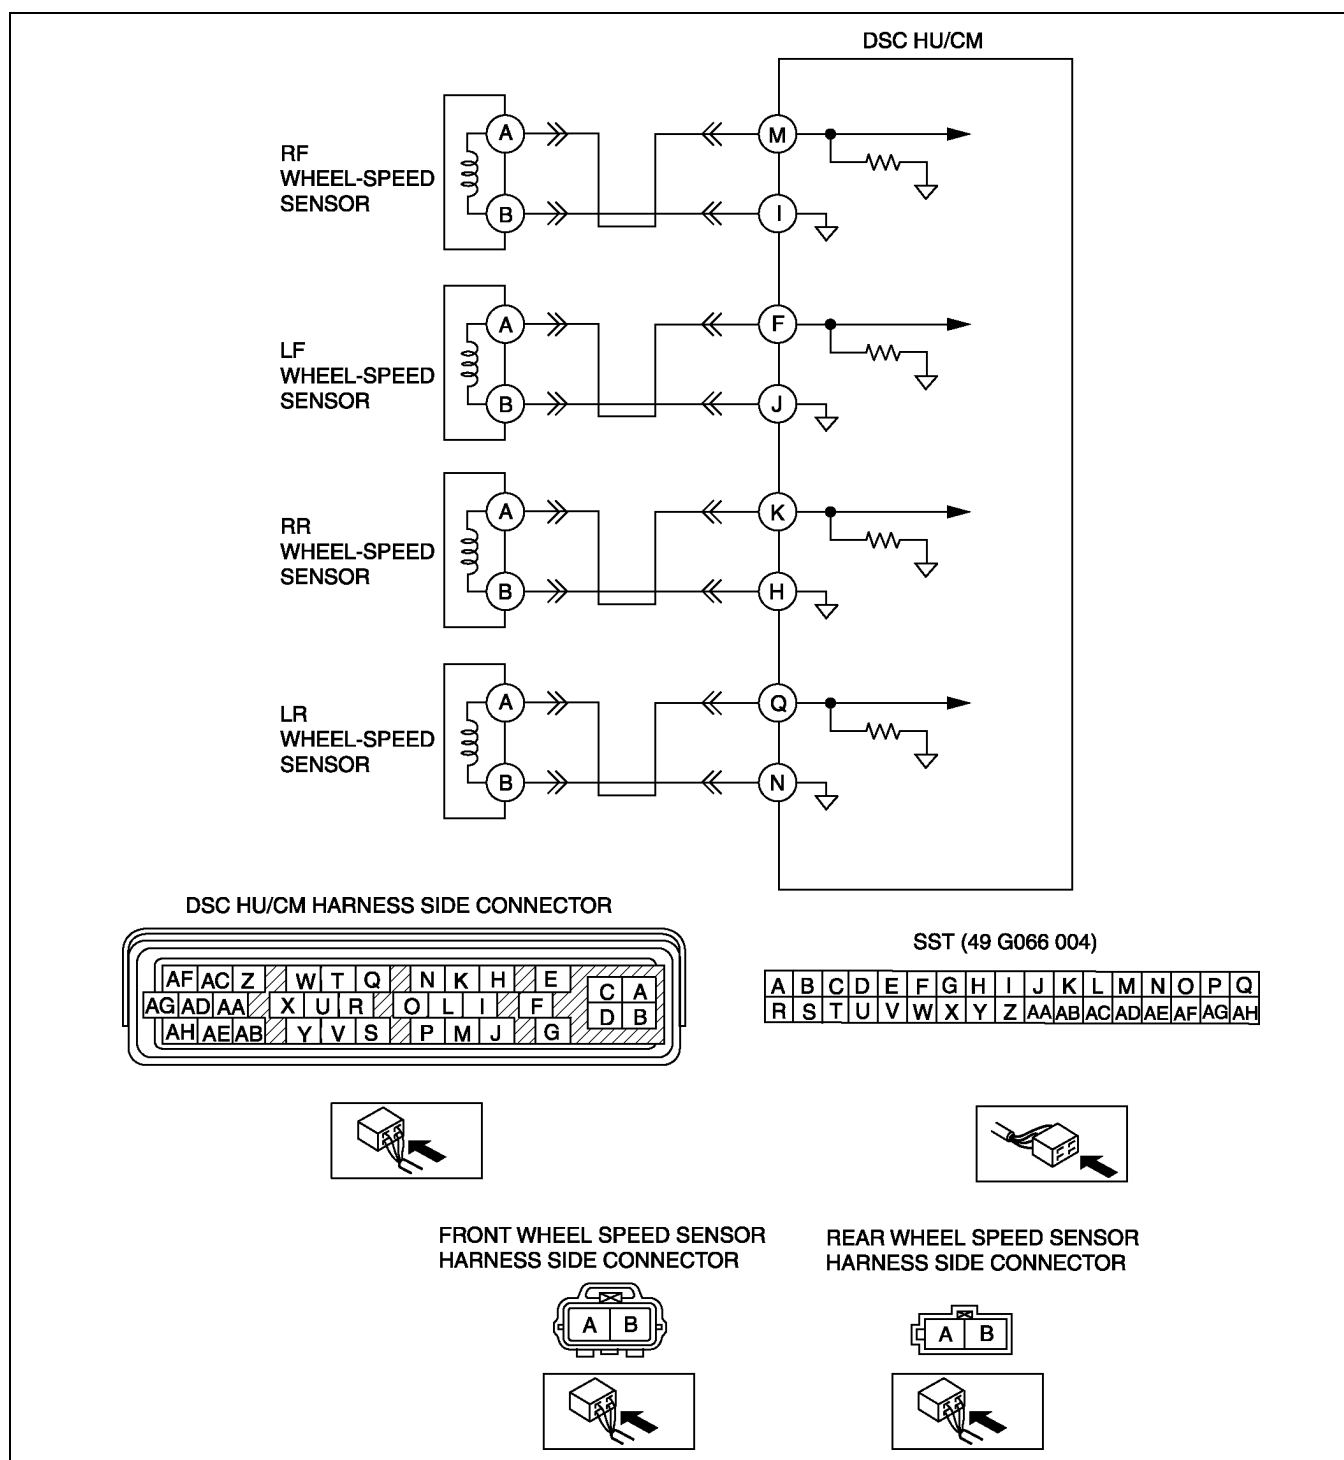 DSC HU/CM
RF
WHEEL-SPEED
SENSOR
A
B
M
I
LF
WHEEL-SPEED
SENSOR
A
B
F
J
RR
WHEEL-SPEED
SENSOR
A
B
K
H
LR
WHEEL-SPEED
SENSOR
A
B
Q
N
DSC HU/CM HARNESS SIDE CONNECTOR
AF AC Z W T Q N K H E
AG AD AA X U R O L I F
AH AE AB Y V S P M J G
C A
D B
SST (49 G066 004)
A B C D E F G H I J K L M N O P Q
R S T U V W X Y Z AA AB AC AD AE AF AG AH
FRONT WHEEL SPEED SENSOR
HARNESS SIDE CONNECTOR
A B
REAR WHEEL SPEED SENSOR
HARNESS SIDE CONNECTOR
A B